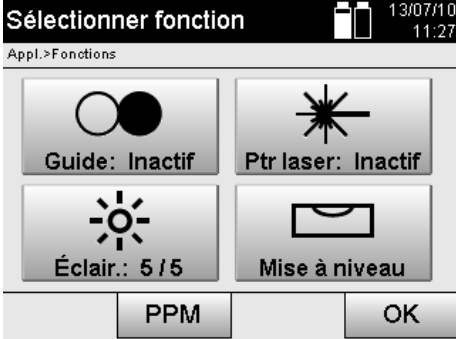 Sélectionner fonction
13/07/10
11:27
Appl.>Fonctions
Guide: Inactif
Ptr laser: Inactif
Éclair.: 5 / 5
Mise à niveau
PPM
OK